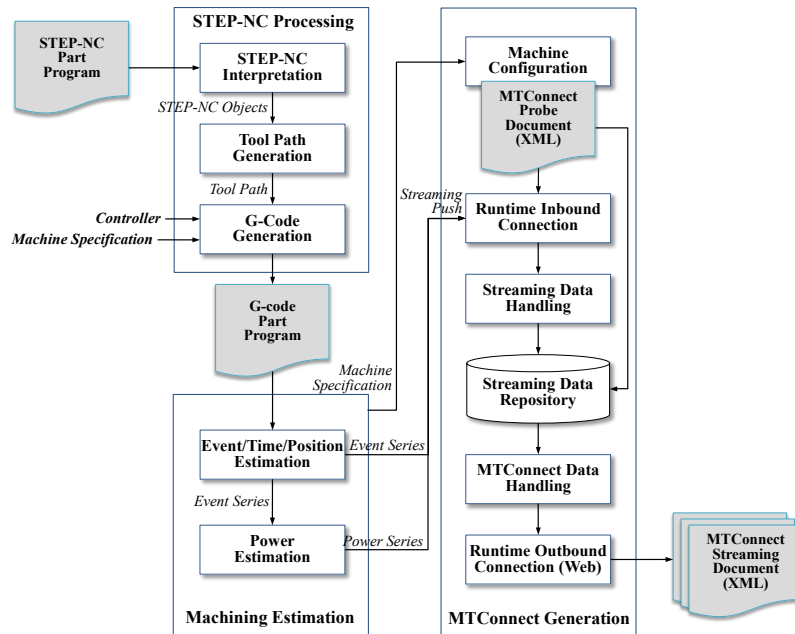 STEP-NC Processing
STEP-NC
Part
Program
STEP-NC
Interpretation
STEP-NC Objects
Tool Path
Generation
Tool Path
Controller
Machine Specification
G-Code
Generation
G-code
Part
Program
Machine
Specification
Event/Time/Position
Estimation
Event Series
Event Series
Power
Estimation
Power Series
Machining Estimation
Machine
Configuration
MTConnect
Probe
Document
(XML)
Streaming
Push
Runtime Inbound
Connection
Streaming Data
Handling
Streaming Data
Repository
MTConnect Data
Handling
Runtime Outbound
Connection (Web)
MTConnect
Streaming
Document
(XML)
MTConnect Generation